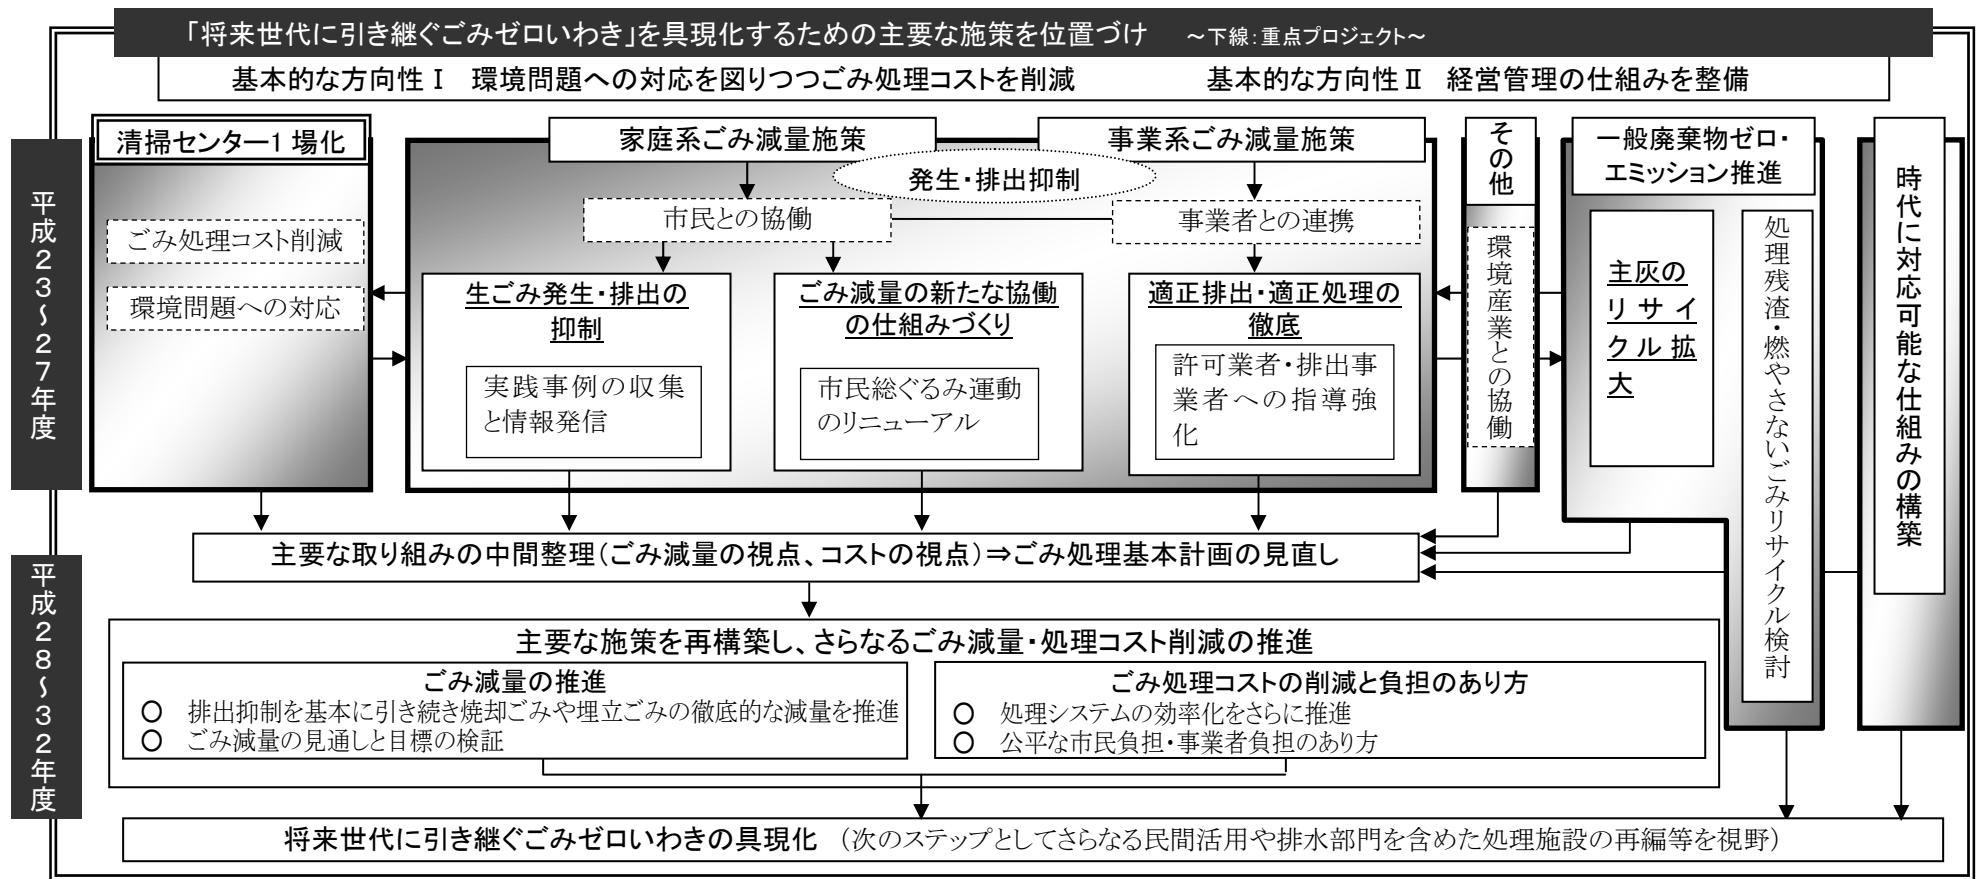 「将来世代に引き継ぐごみゼロいわき」を具現化するための主要な施策を位置づけ　～下線：重点プロジェクト～
基本的な方向性Ⅰ　環境問題への対応を図りつつごみ処理コストを削減　基本的な方向性Ⅱ　経営管理の仕組みを整備
平成２３～２７年度
清掃センター1 場化
ごみ処理コスト削減
環境問題への対応
家庭系ごみ減量施策
事業系ごみ減量施策
発生・排出抑制
市民との協働
事業者との連携
生ごみ発生・排出の
抑制
実践事例の収集
と情報発信
ごみ減量の新たな協働
の仕組みづくり
市民総ぐるみ運動
のリニューアル
適正排出・適正処理の
徹底
許可業者・排出事
業者への指導強
化
その他
環境産業との協働
一般廃棄物ゼロ・
エミッション推進
主灰の
リサイ
クル拡
大
処理残渣・燃やさないごみリサイクル検討
時代に対応可能な仕組みの構築
主要な取り組みの中間整理（ごみ減量の視点、コストの視点）⇒ごみ処理基本計画の見直し
平成２８～３２年度
主要な施策を再構築し、さらなるごみ減量・処理コスト削減の推進
ごみ減量の推進
○　排出抑制を基本に引き続き焼却ごみや埋立ごみの徹底的な減量を推進
○　ごみ減量の見通しと目標の検証
ごみ処理コストの削減と負担のあり方
○　処理システムの効率化をさらに推進
○　公平な市民負担・事業者負担のあり方
将来世代に引き継ぐごみゼロいわきの具現化　（次のステップとしてさらなる民間活用や排水部門を含めた処理施設の再編等を視野）